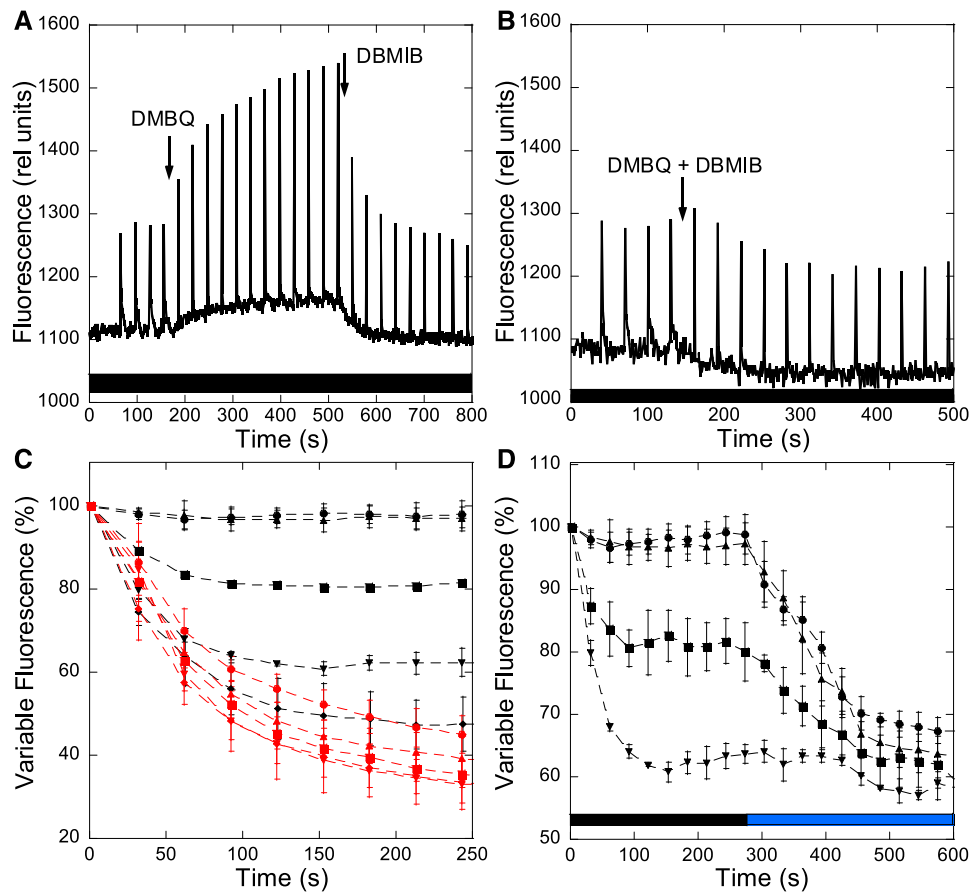 A
1600
1500
1400
1300
1200
1100
1000
Fluorescence (rel units)
DMBQ
DBMIB
0 100 200 300 400 500 600 700 800
Time (s)
B
1600
1500
1400
1300
1200
1100
1000
Fluorescence (rel units)
DMBQ + DBMIB
0 100 200 300 400 500
Time (s)
C
100
80
60
40
20
Variable Fluorescence (%)
0 50 100 150 200 250
Time (s)
D
110
100
90
80
70
60
50
Variable Fluorescence (%)
0 100 200 300 400 500 600
Time (s)